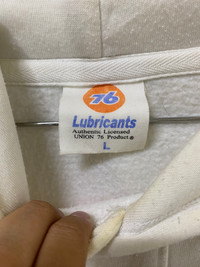 76
Lubricants
Authentic Licensed
UNION 76 Product®
L